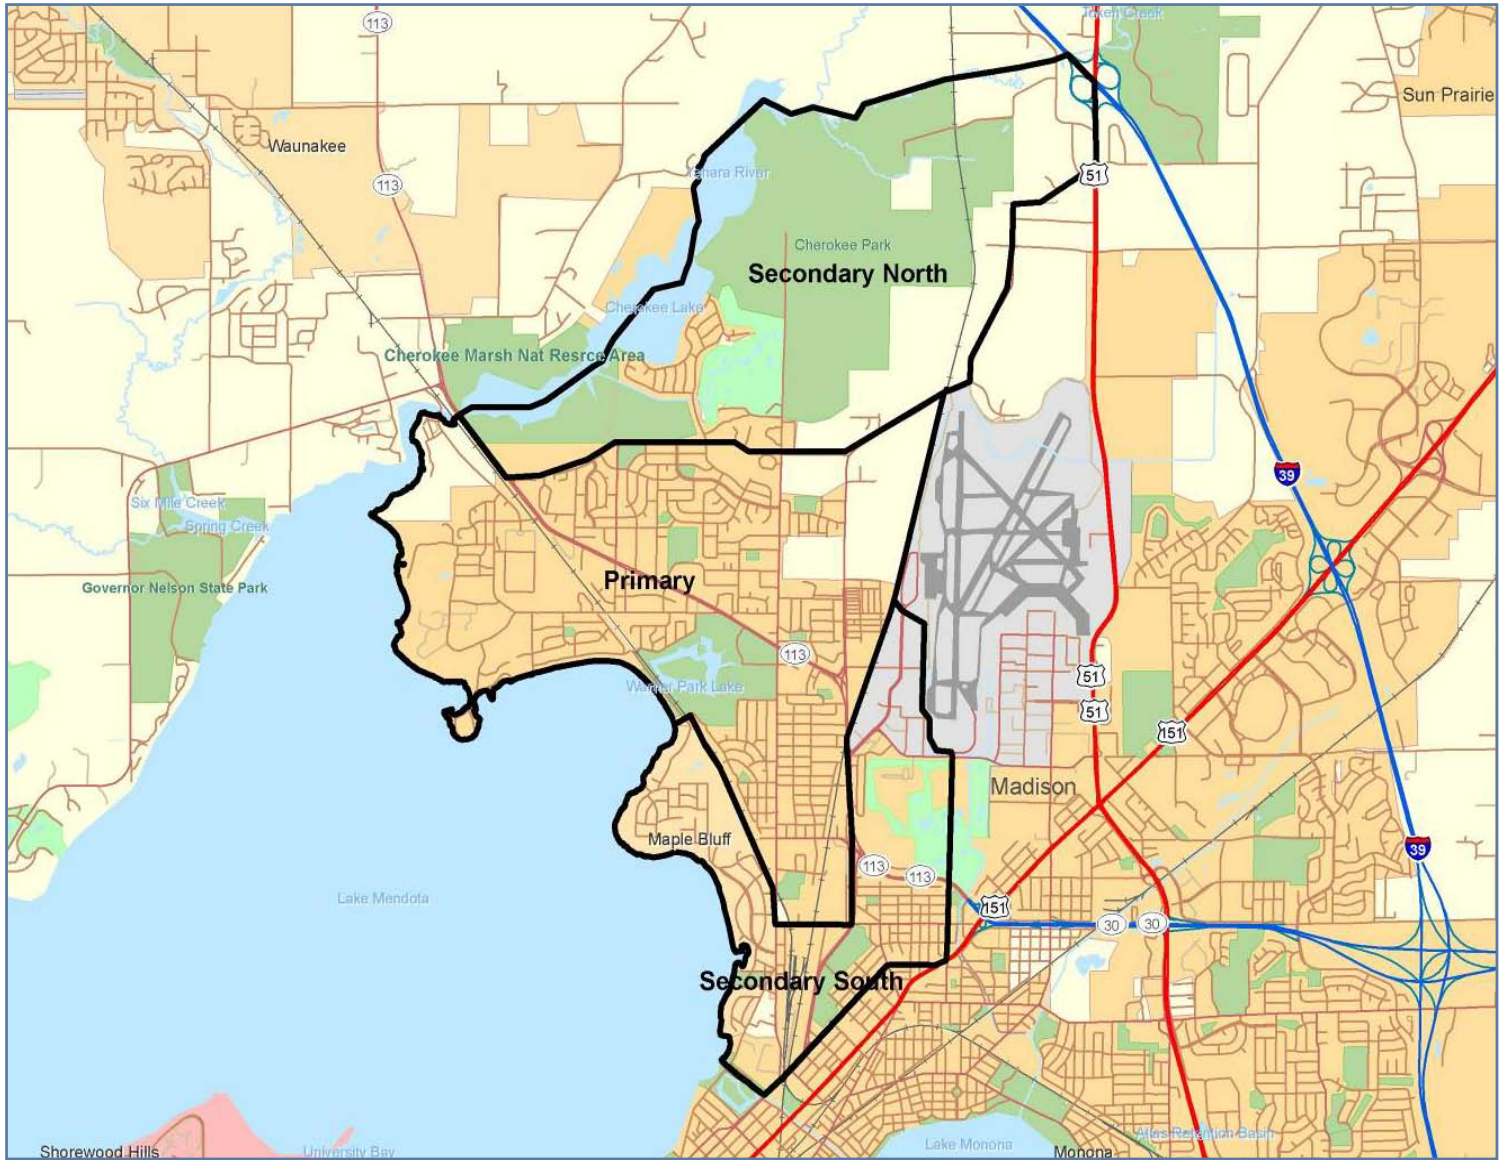 113
Token Creek
Sun Prairie
Waunakee
113
Yahara River
51
Cherokee Park
Secondary North
Cherokee Lake
Cherokee Marsh Nat Resrce Area
39
Six Mile Creek
Spring Creek
Governor Nelson State Park
Primary
113
51
Warner Park Lake
51
151
Madison
Maple Bluff
39
113
113
Lake Mendota
151
30
30
Secondary South
Atlas Retention Basin
Shorewood Hills
University Bay
Lake Monona
Monona